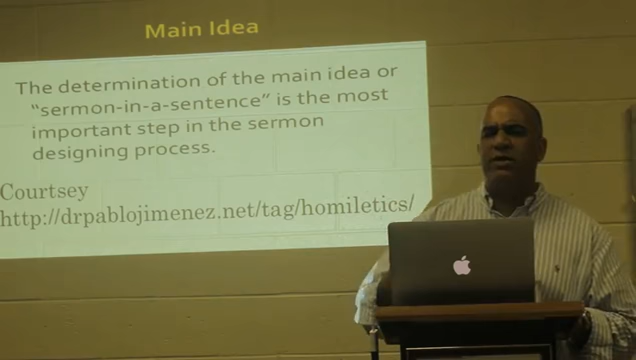 Main Idea
The determination of the main idea or
"sermon-in-a-sentence" is the most
important step in the sermon
designing process.
Courtsey
http://drpablojimenez.net/tag/homiletics/